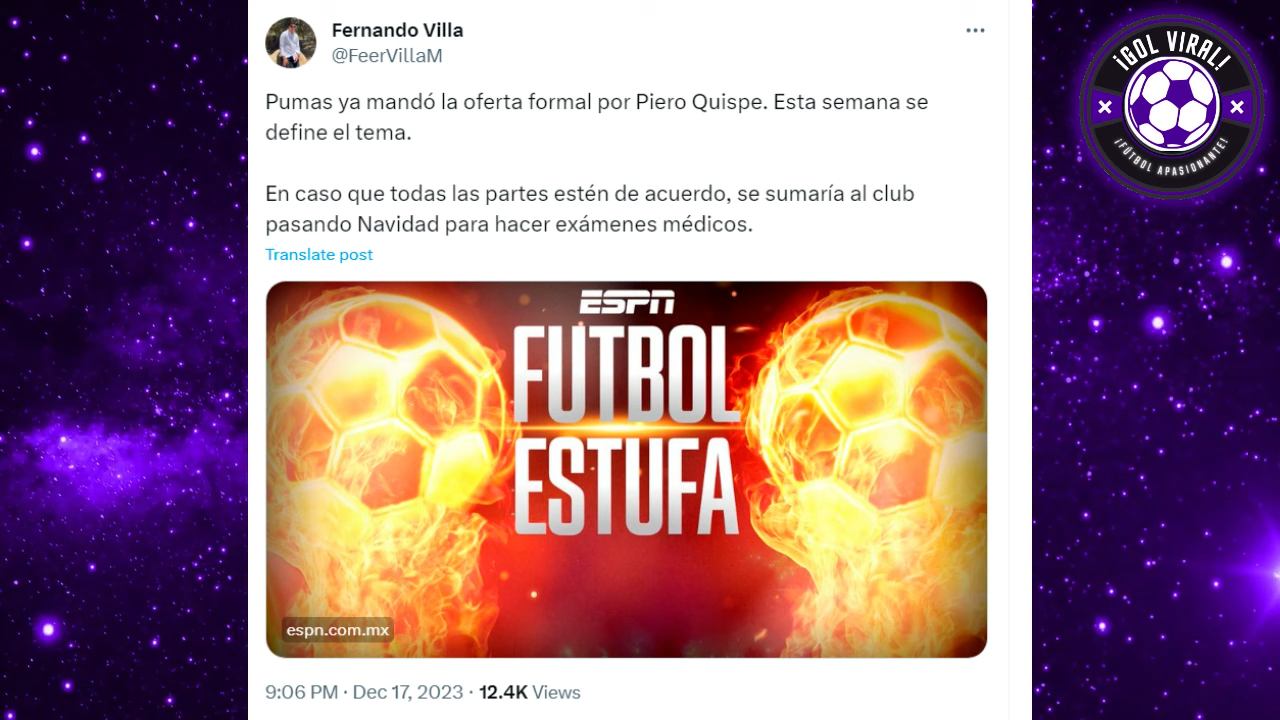 Fernando Villa
@FeerVillaM
Pumas ya mandó la oferta formal por Piero Quispe. Esta semana se
define el tema.
En caso que todas las partes estén de acuerdo, se sumaría al club
pasando Navidad para hacer exámenes médicos.
Translate post
ESPN
FUTBOL
ESTUFA
espn.com.mx
9:06 PM · Dec 17, 2023 · 12.4K Views
¡GOL VIRAL!
¡FÚTBOL APASIONANTE!